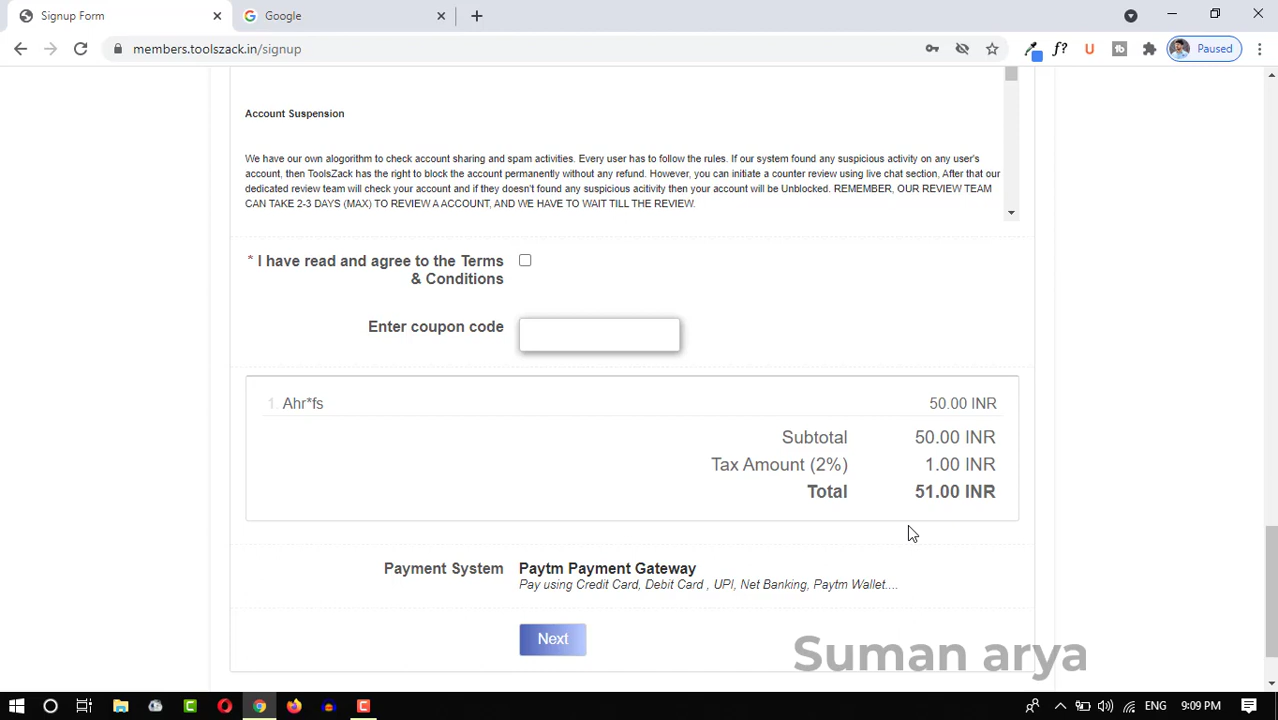 Signup Form
Google
members.toolszack.in/signup
f?
U
Paused
Account Suspension
We have our own alogorithm to check account sharing and spam activities. Every user has to follow the rules. If our system found any suspicious activity on any user's
account, then ToolsZack has the right to block the account permanently without any refund. However, you can initiate a counter review using live chat section, After that our
dedicated review team will check your account and if they doesn't found any suspicious acitivity then your account will be Unblocked. REMEMBER, OUR REVIEW TEAM
CAN TAKE 2-3 DAYS (MAX) TO REVIEW A ACCOUNT, AND WE HAVE TO WAIT TILL THE REVIEW.
* I have read and agree to the Terms
& Conditions
Enter coupon code
1. Ahr*fs 50.00 INR
Subtotal 50.00 INR
Tax Amount (2%) 1.00 INR
Total 51.00 INR
Payment System Paytm Payment Gateway
Pay using Credit Card, Debit Card , UPI, Net Banking, Paytm Wallet....
Next
Suman arya
ENG 9:09 PM